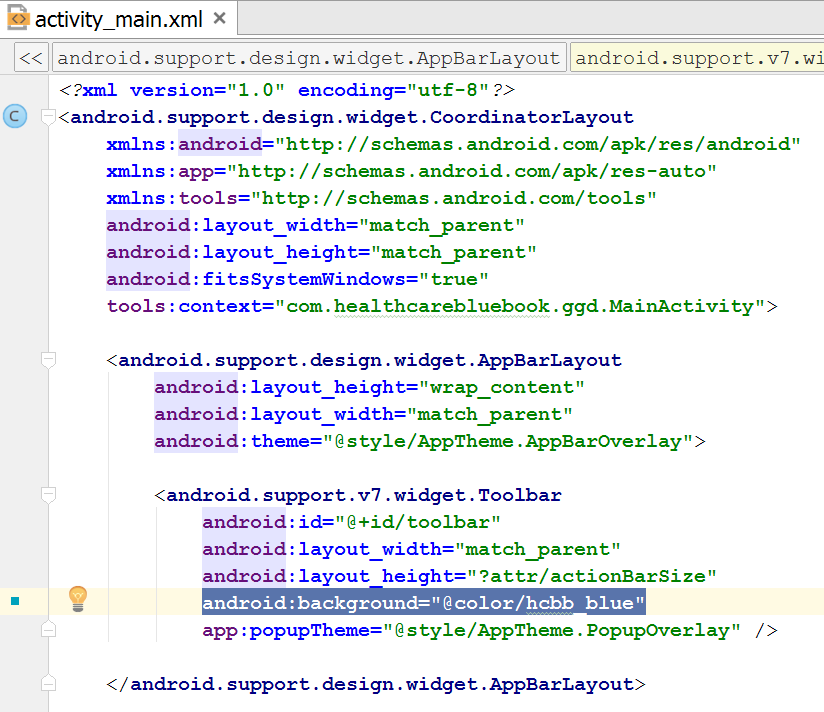 activity_main.xml ×
<< android.support.design.widget.AppBarLayout android.support.v7.wi
<?xml version="1.0" encoding="utf-8"?>
C <android.support.design.widget.CoordinatorLayout
xmlns:android="http://schemas.android.com/apk/res/android"
xmlns:app="http://schemas.android.com/apk/res-auto"
xmlns:tools="http://schemas.android.com/tools"
android:layout_width="match_parent"
android:layout_height="match_parent"
android:fitsSystemWindows="true"
tools:context="com.healthcarebluebook.ggd.MainActivity">
<android.support.design.widget.AppBarLayout
android:layout_height="wrap_content"
android:layout_width="match_parent"
android:theme="@style/AppTheme.AppBarOverlay">
<android.support.v7.widget.Toolbar
android:id="@+id/toolbar"
android:layout_width="match_parent"
android:layout_height="?attr/actionBarSize"
android:background="@color/hcbb_blue"
app:popupTheme="@style/AppTheme.PopupOverlay" />
</android.support.design.widget.AppBarLayout>